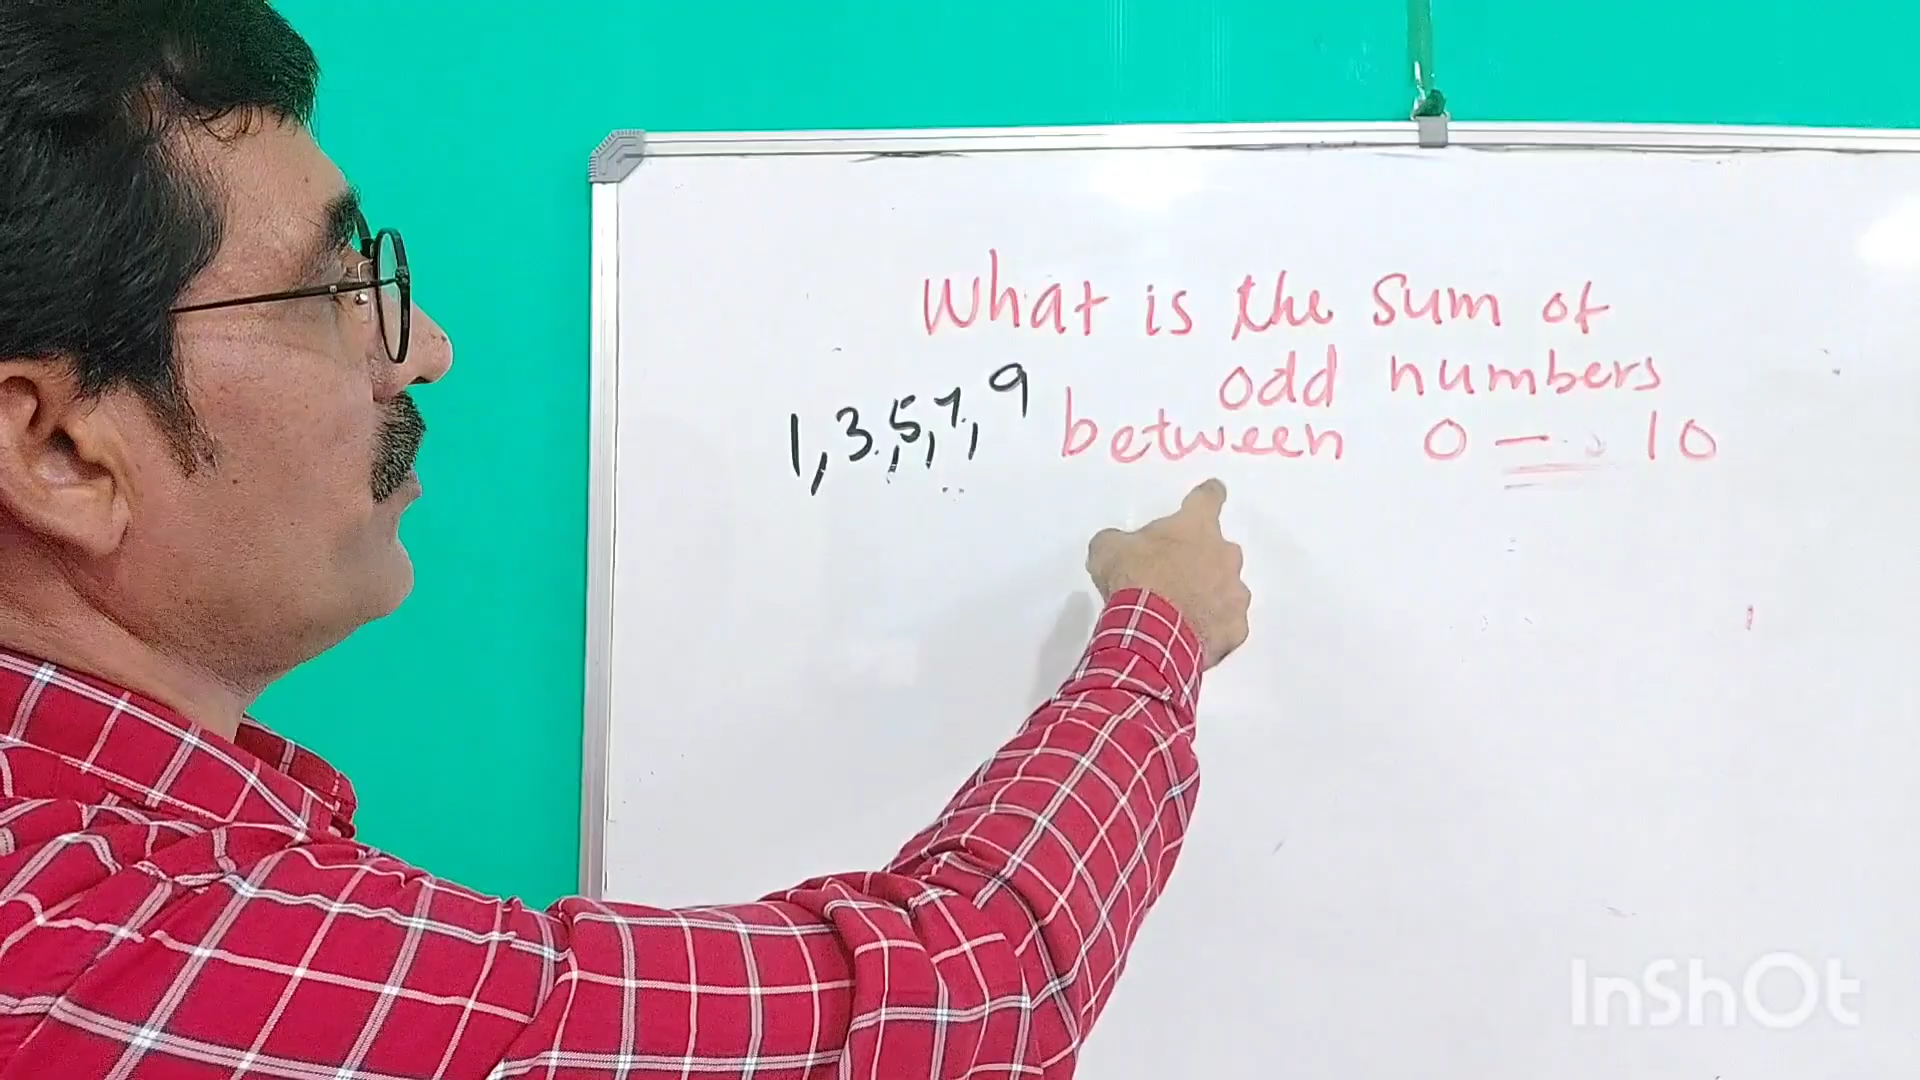 What is the sum of
odd numbers
1, 3, 5, 7, 9
between 0 — 10
InShOt